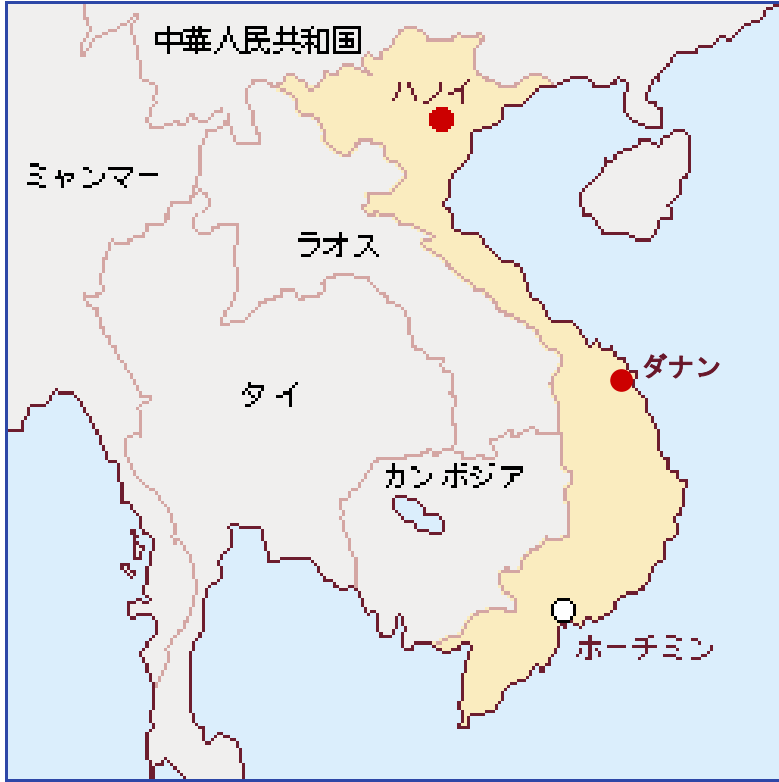 中華人民共和国
ハノイ
ミャンマー
ラオス
ダナン
タイ
カンボジア
ホーチミン